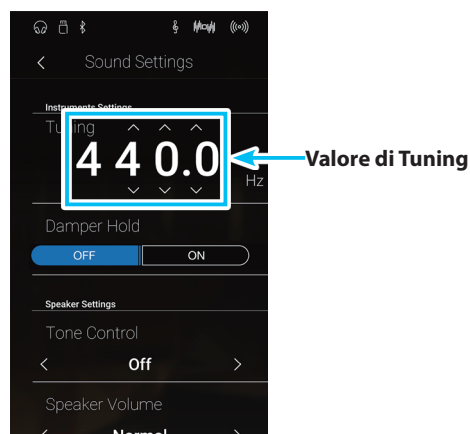 Sound Settings
Instruments Settings
Tuning
440.0
Hz
Valore di Tuning
Damper Hold
OFF ON
Speaker Settings
Tone Control
Off
Speaker Volume
Normal